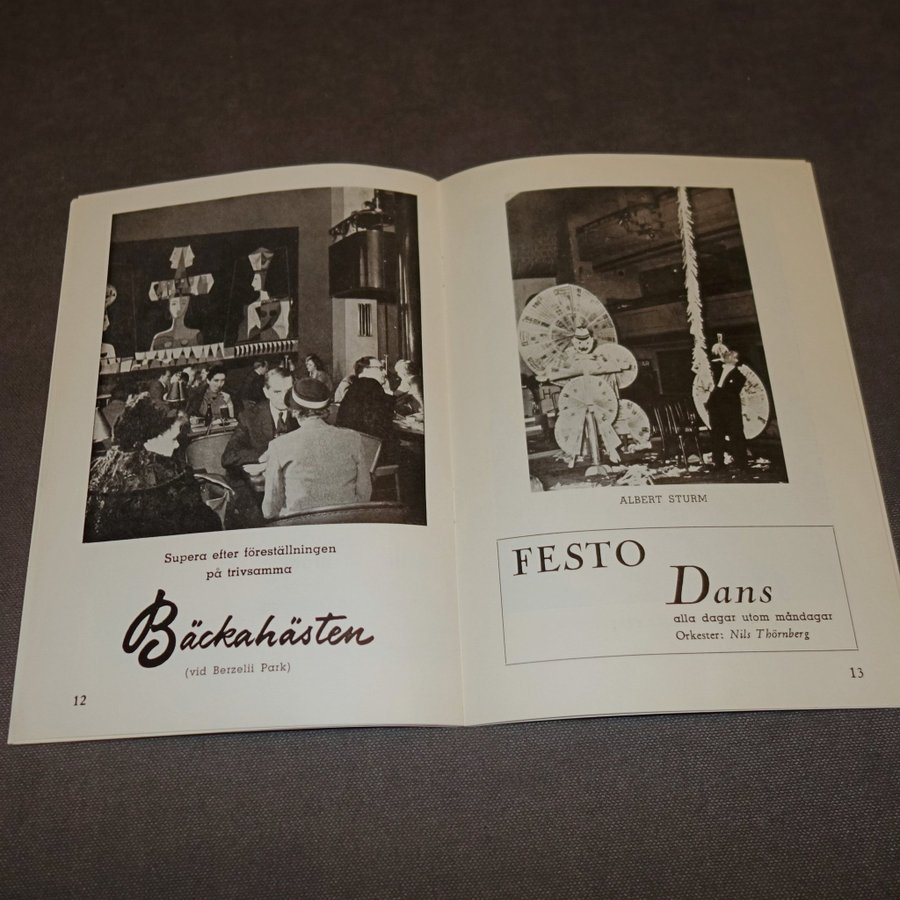 Supera efter föreställningen
på trivsamma
Bäckahästen
(vid Berzelii Park)
12
ALBERT STURM
FESTO
Dans
alla dagar utom måndagar
Orkester: Nils Thörnberg
13